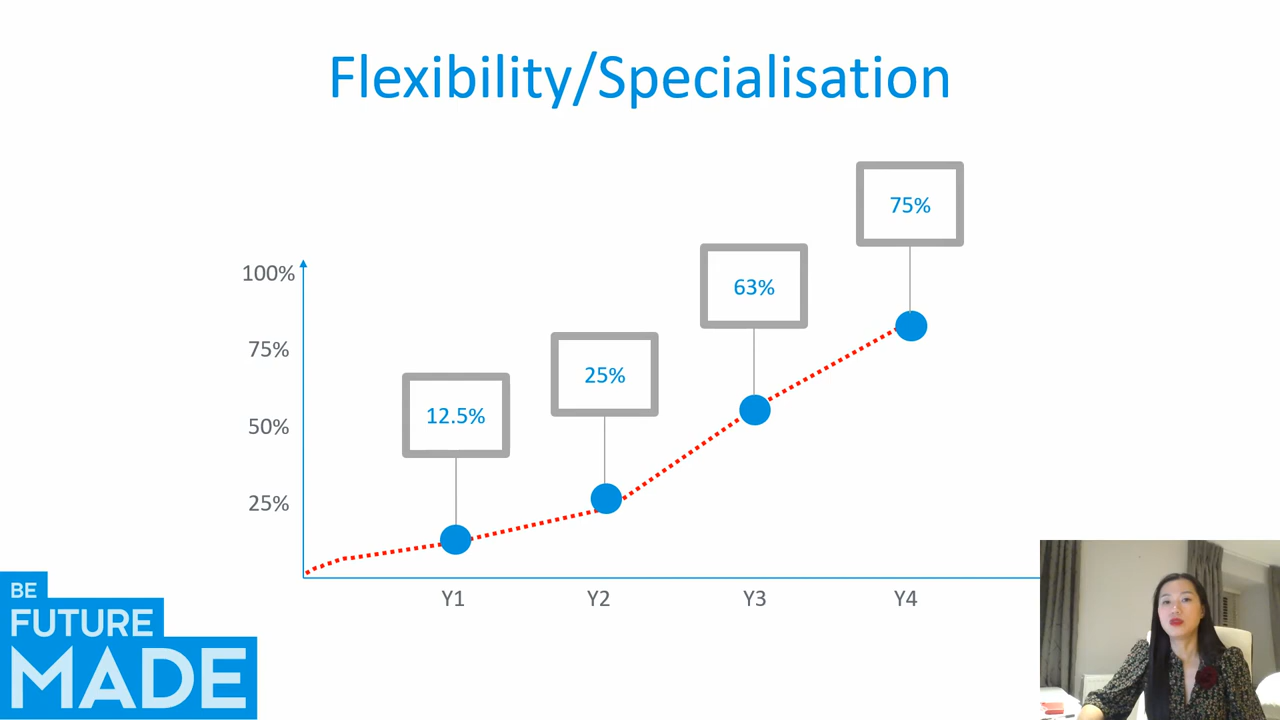 Flexibility/Specialisation
75%
63%
25%
12.5%
100%
75%
50%
25%
Y1 Y2 Y3 Y4
BE
FUTURE
MADE